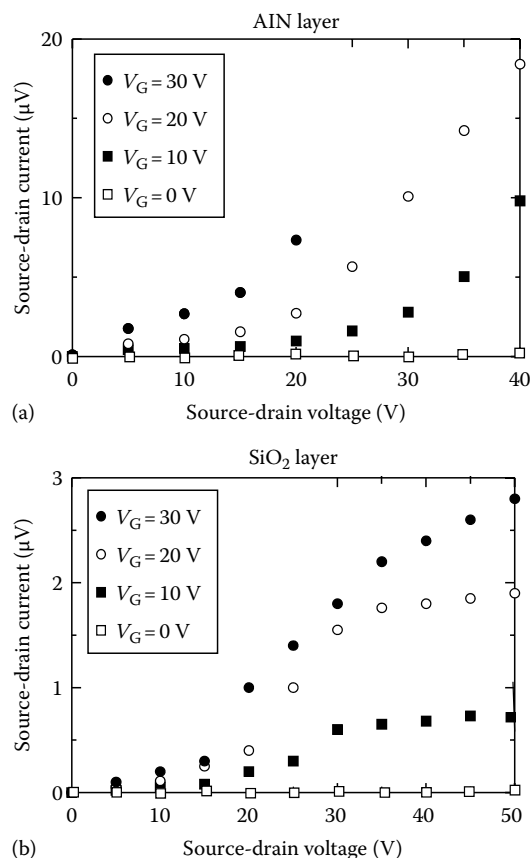 AlN layer
20
10
0
Source-drain current (μV)
V_G = 30 V
V_G = 20 V
V_G = 10 V
V_G = 0 V
0 10 20 30 40
(a) Source-drain voltage (V)
SiO₂ layer
3
2
1
0
Source-drain current (μV)
V_G = 30 V
V_G = 20 V
V_G = 10 V
V_G = 0 V
0 10 20 30 40 50
(b) Source-drain voltage (V)